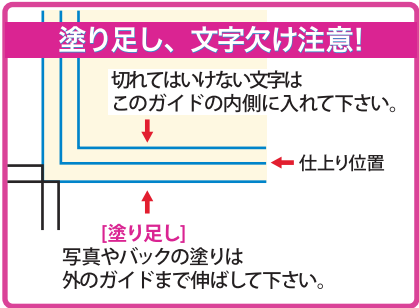 塗り足し、文字欠け注意!
切れてはいけない文字は
このガイドの内側に入れて下さい。
仕上り位置
[塗り足し]
写真やバックの塗りは
外のガイドまで伸ばして下さい。